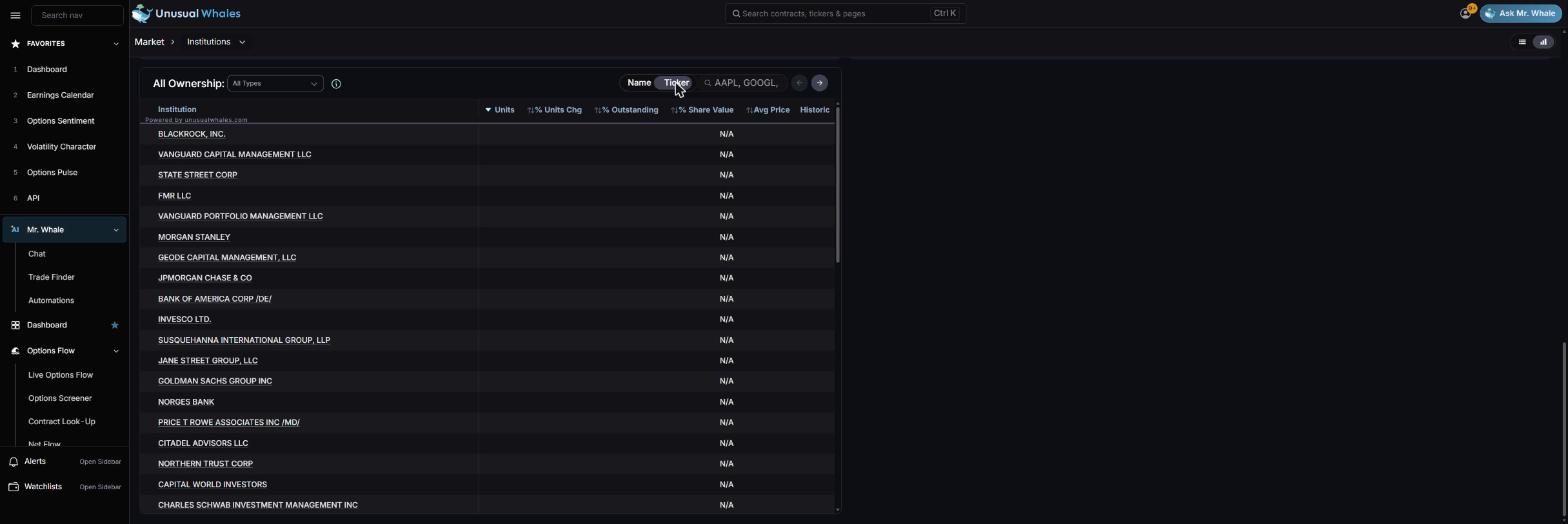 Search nav
Unusual Whales
Search contracts, tickers & pages
Ctrl K
9+
Ask Mr. Whale
FAVORITES
Market > Institutions
1 Dashboard
2 Earnings Calendar
3 Options Sentiment
4 Volatility Character
5 Options Pulse
6 API
AI Mr. Whale
Chat
Trade Finder
Automations
Dashboard
Options Flow
Live Options Flow
Options Screener
Contract Look-Up
Net Flow
Alerts Open Sidebar
Watchlists Open Sidebar
All Ownership: All Types
Name Ticker AAPL, GOOGL,
Institution Units % Units Chg % Outstanding % Share Value Avg Price Historic
Powered by unusualwhales.com
BLACKROCK, INC. N/A
VANGUARD CAPITAL MANAGEMENT LLC N/A
STATE STREET CORP N/A
FMR LLC N/A
VANGUARD PORTFOLIO MANAGEMENT LLC N/A
MORGAN STANLEY N/A
GEODE CAPITAL MANAGEMENT, LLC N/A
JPMORGAN CHASE & CO N/A
BANK OF AMERICA CORP /DE/ N/A
INVESCO LTD. N/A
SUSQUEHANNA INTERNATIONAL GROUP, LLP N/A
JANE STREET GROUP, LLC N/A
GOLDMAN SACHS GROUP INC N/A
NORGES BANK N/A
PRICE T ROWE ASSOCIATES INC /MD/ N/A
CITADEL ADVISORS LLC N/A
NORTHERN TRUST CORP N/A
CAPITAL WORLD INVESTORS N/A
CHARLES SCHWAB INVESTMENT MANAGEMENT INC N/A